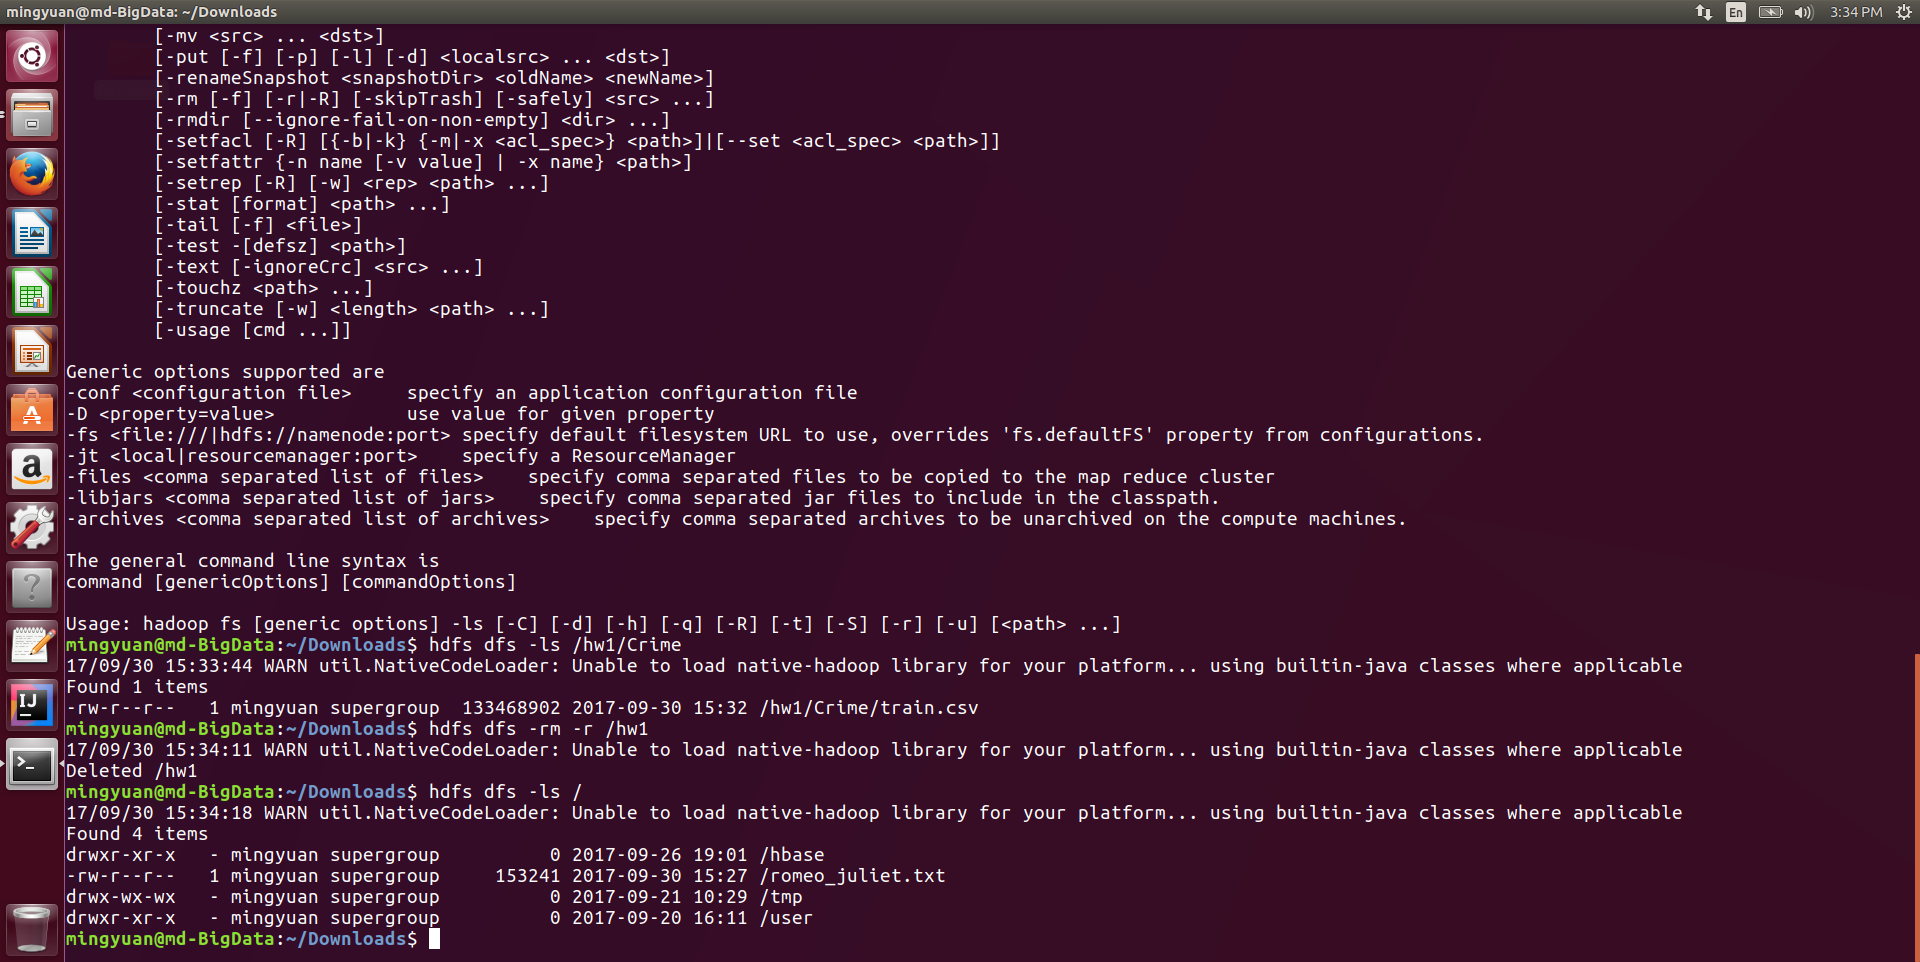 mingyuan@md-BigData: ~/Downloads
En
3:34 PM
[-mv <src> ... <dst>]
[-put [-f] [-p] [-l] [-d] <localsrc> ... <dst>]
[-renameSnapshot <snapshotDir> <oldName> <newName>]
[-rm [-f] [-r|-R] [-skipTrash] [-safely] <src> ...]
[-rmdir [--ignore-fail-on-non-empty] <dir> ...]
[-setfacl [-R] [{-b|-k} {-m|-x <acl_spec>} <path>]|[--set <acl_spec> <path>]]
[-setfattr {-n name [-v value] | -x name} <path>]
[-setrep [-R] [-w] <rep> <path> ...]
[-stat [format] <path> ...]
[-tail [-f] <file>]
[-test -[defsz] <path>]
[-text [-ignoreCrc] <src> ...]
[-touchz <path> ...]
[-truncate [-w] <length> <path> ...]
[-usage [cmd ...]]
Generic options supported are
-conf <configuration file>     specify an application configuration file
-D <property=value>            use value for given property
-fs <file:///|hdfs://namenode:port> specify default filesystem URL to use, overrides 'fs.defaultFS' property from configurations.
-jt <local|resourcemanager:port>    specify a ResourceManager
-files <comma separated list of files>    specify comma separated files to be copied to the map reduce cluster
-libjars <comma separated list of jars>    specify comma separated jar files to include in the classpath.
-archives <comma separated list of archives>    specify comma separated archives to be unarchived on the compute machines.
The general command line syntax is
command [genericOptions] [commandOptions]
Usage: hadoop fs [generic options] -ls [-C] [-d] [-h] [-q] [-R] [-t] [-S] [-r] [-u] [<path> ...]
mingyuan@md-BigData:~/Downloads$ hdfs dfs -ls /hw1/Crime
17/09/30 15:33:44 WARN util.NativeCodeLoader: Unable to load native-hadoop library for your platform... using builtin-java classes where applicable
Found 1 items
-rw-r--r--   1 mingyuan supergroup  133468902 2017-09-30 15:32 /hw1/Crime/train.csv
mingyuan@md-BigData:~/Downloads$ hdfs dfs -rm -r /hw1
17/09/30 15:34:11 WARN util.NativeCodeLoader: Unable to load native-hadoop library for your platform... using builtin-java classes where applicable
Deleted /hw1
mingyuan@md-BigData:~/Downloads$ hdfs dfs -ls /
17/09/30 15:34:18 WARN util.NativeCodeLoader: Unable to load native-hadoop library for your platform... using builtin-java classes where applicable
Found 4 items
drwxr-xr-x   - mingyuan supergroup          0 2017-09-26 19:01 /hbase
-rw-r--r--   1 mingyuan supergroup     153241 2017-09-30 15:27 /romeo_juliet.txt
drwx-wx-wx   - mingyuan supergroup          0 2017-09-21 10:29 /tmp
drwxr-xr-x   - mingyuan supergroup          0 2017-09-20 16:11 /user
mingyuan@md-BigData:~/Downloads$